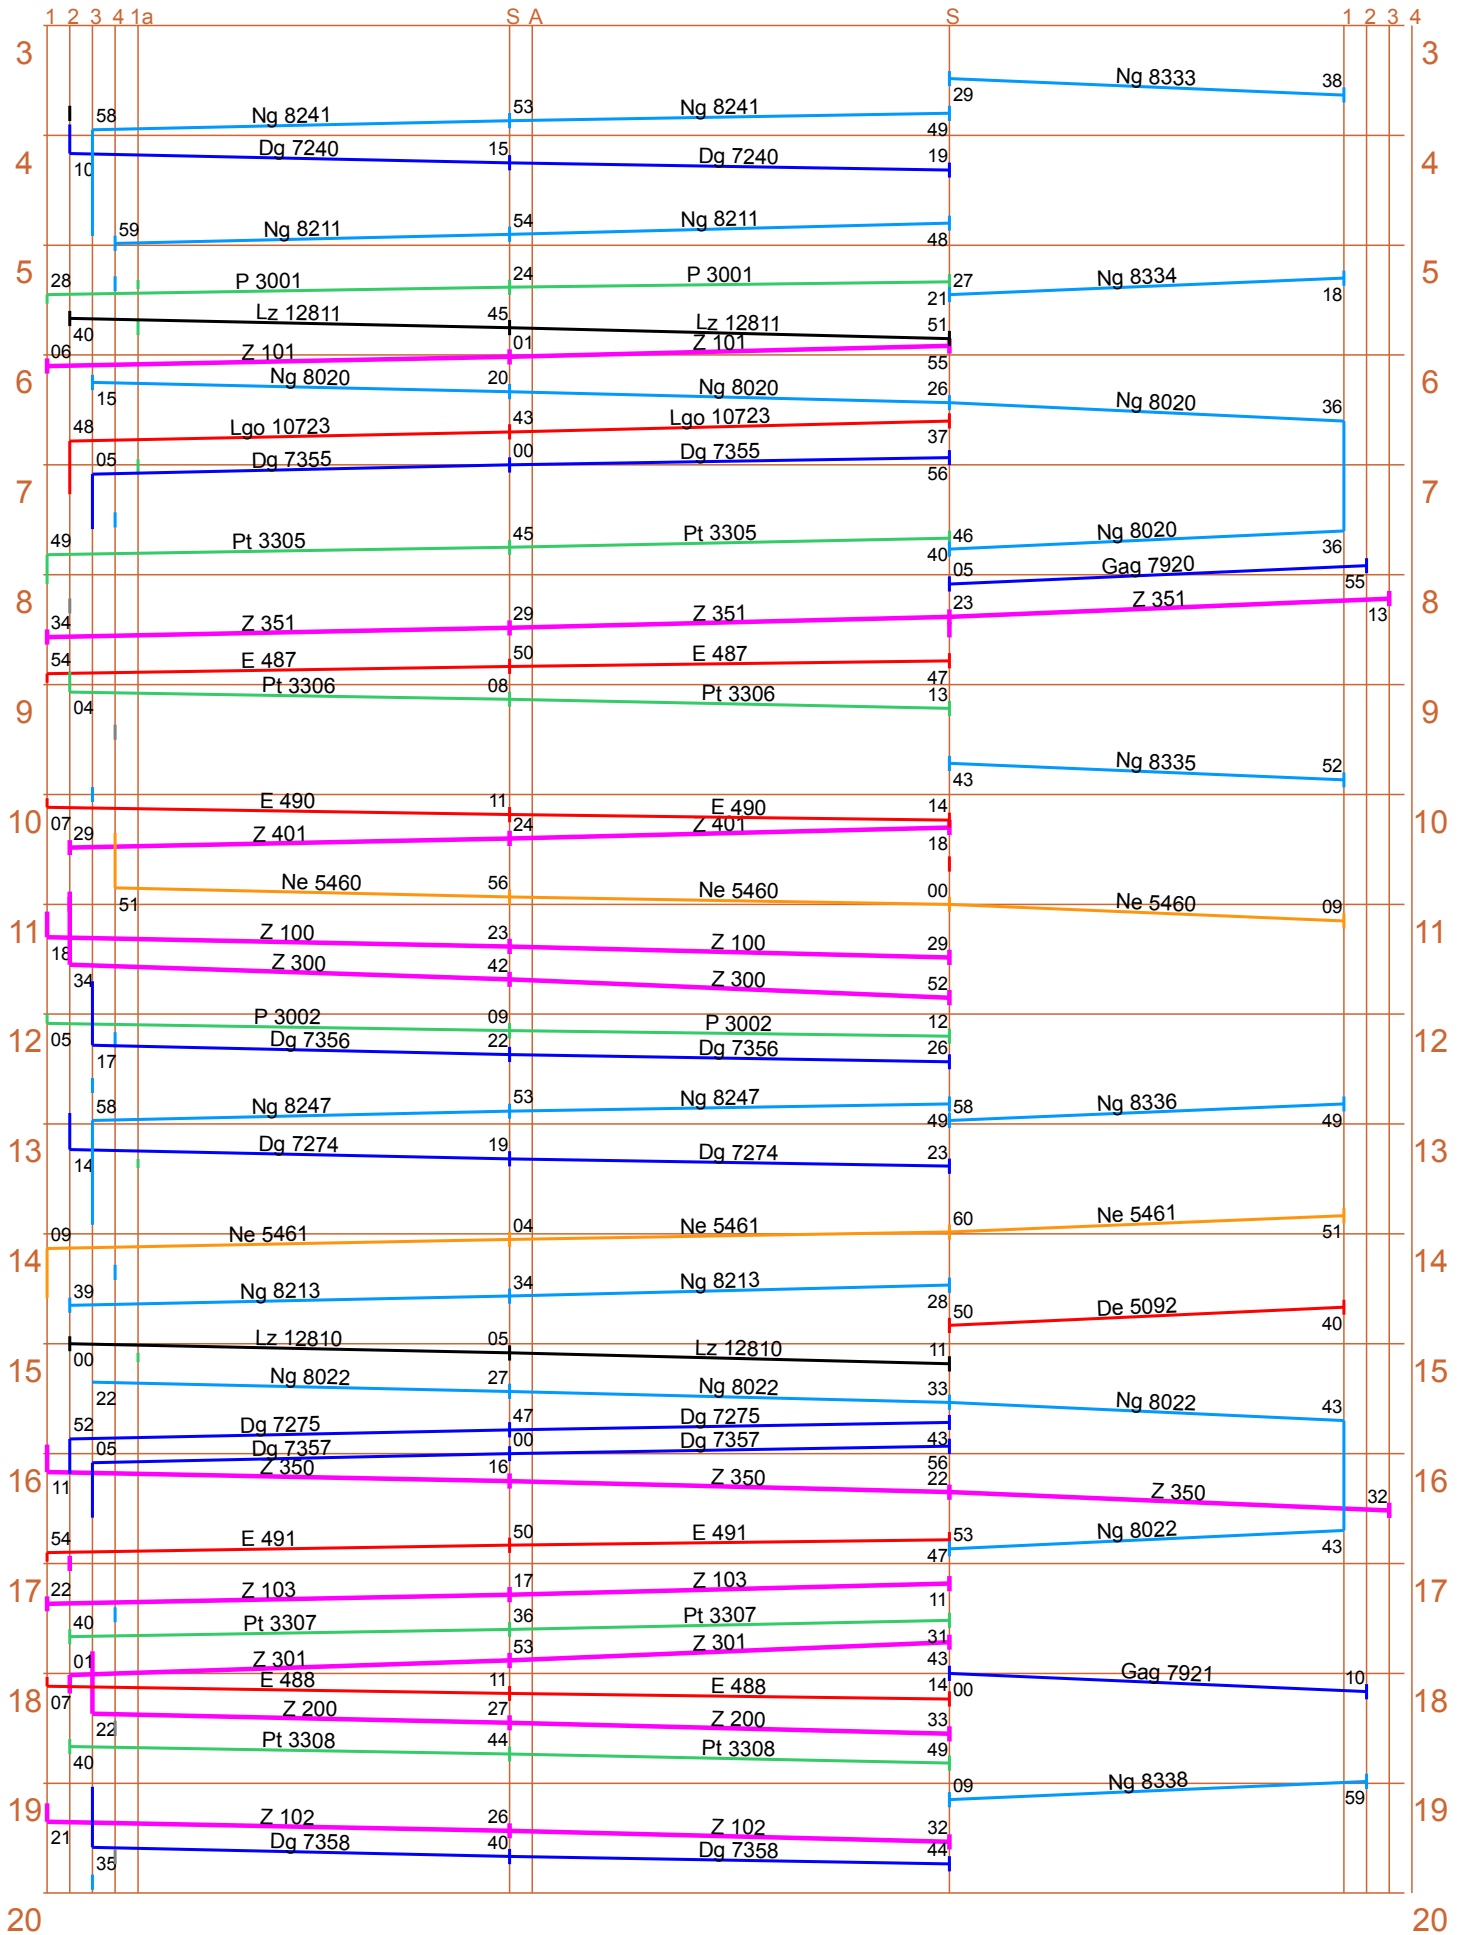 1 2 3 4 1a S A S 1 2 3 4
3 3
Ng 8333 38
29
58 Ng 8241 53 Ng 8241
49
4 10 Dg 7240 15 Dg 7240 19 4
59 Ng 8211 54 Ng 8211
48
5 5
28 P 3001 24 P 3001 27 Ng 8334
21 18
40 Lz 12811 45 Lz 12811 51
06 Z 101 01 Z 101
55
6 6
15 Ng 8020 20 Ng 8020 26 Ng 8020 36
48 Lgo 10723 43 Lgo 10723
37
05 Dg 7355 00 Dg 7355
56
7 7
49 Pt 3305 45 Pt 3305 46 Ng 8020
40 36
05 Gag 7920
55
8 8
34 Z 351 29 Z 351 23 Z 351
13
54 E 487 50 E 487
47
9 04 Pt 3306 08 Pt 3306 13 9
Ng 8335 52
43
10 07 E 490 11 E 490 14 10
29 Z 401 24 Z 401
18
51 Ne 5460 56 Ne 5460 00 Ne 5460 09
11 18 Z 100 23 Z 100 29 11
34 Z 300 42 Z 300 52
12 05 P 3002 09 P 3002 12 12
17 Dg 7356 22 Dg 7356 26
58 Ng 8247 53 Ng 8247 58 Ng 8336
49 49
13 14 Dg 7274 19 Dg 7274 23 13
09 Ne 5461 04 Ne 5461 60 Ne 5461
51
14 14
39 Ng 8213 34 Ng 8213
28
50 De 5092
40
15 00 Lz 12810 05 Lz 12810 11 15
22 Ng 8022 27 Ng 8022 33 Ng 8022 43
52 Dg 7275 47 Dg 7275
43
05 Dg 7357 00 Dg 7357
56
16 11 Z 350 16 Z 350 22 Z 350 32 16
54 E 491 50 E 491 53 Ng 8022
47 43
17 17
22 Z 103 17 Z 103
11
40 Pt 3307 36 Pt 3307
31
01 Z 301 53 Z 301
43
Gag 7921 10
00
18 07 E 488 11 E 488 14 18
22 Z 200 27 Z 200 33
40 Pt 3308 44 Pt 3308 49
09 Ng 8338
59
19 21 Z 102 26 Z 102 32 19
35 Dg 7358 40 Dg 7358 44
20 20